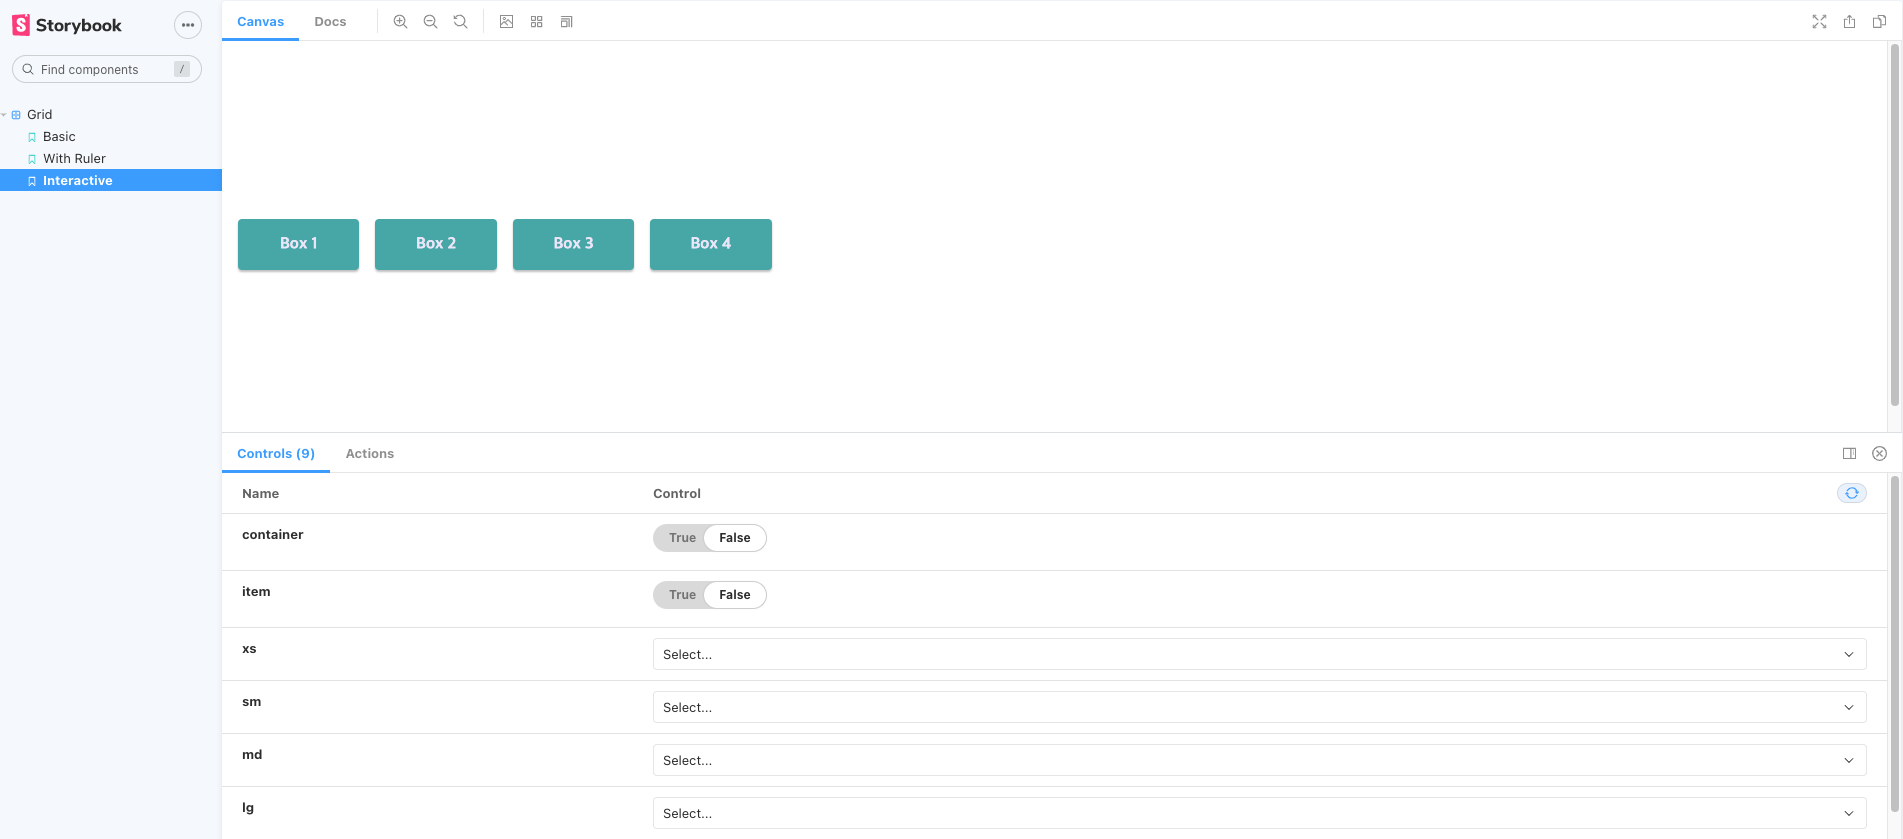 Storybook
Find components /
Grid
Basic
With Ruler
Interactive
Canvas Docs
Box 1 Box 2 Box 3 Box 4
Controls (9) Actions
Name Control
container True False
item True False
xs Select...
sm Select...
md Select...
lg Select...